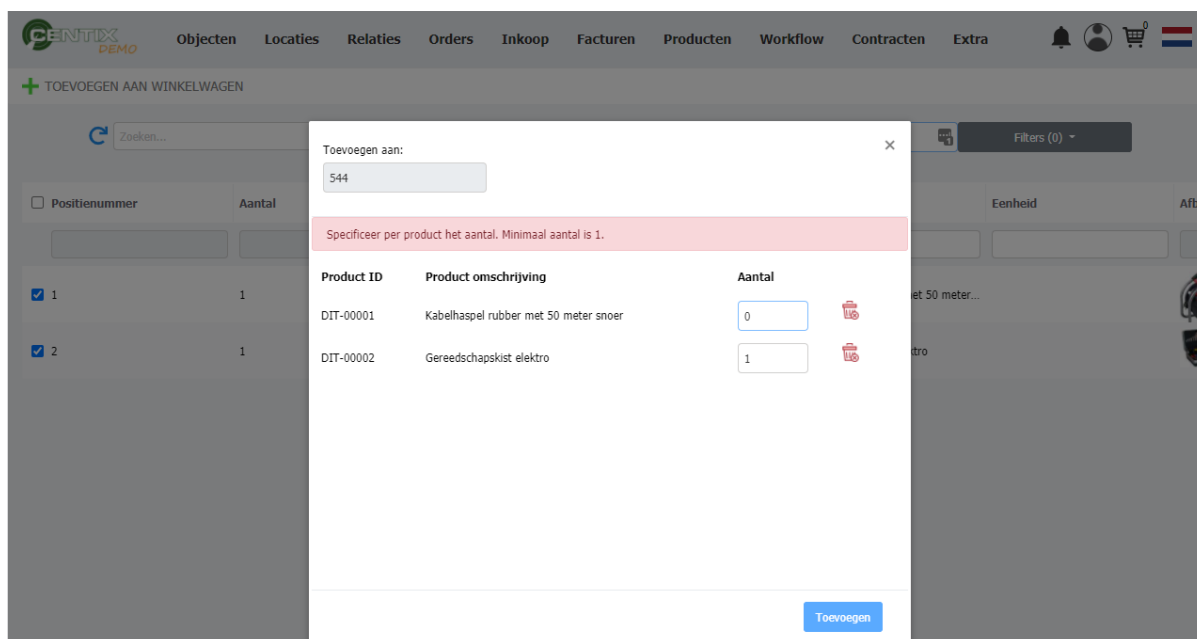 CENTIX
DEMO
Objecten Locaties Relaties Orders Inkoop Facturen Producten Workflow Contracten Extra 0
TOEVOEGEN AAN WINKELWAGEN
Zoeken...
Filters (0)
Toevoegen aan:
544
Positienummer Aantal Eenheid
Specificeer per product het aantal. Minimaal aantal is 1.
Product ID Product omschrijving Aantal
1 1 et 50 meter...
DIT-00001 Kabelhaspel rubber met 50 meter snoer 0
2 1 tro
DIT-00002 Gereedschapskist elektro 1
Toevoegen